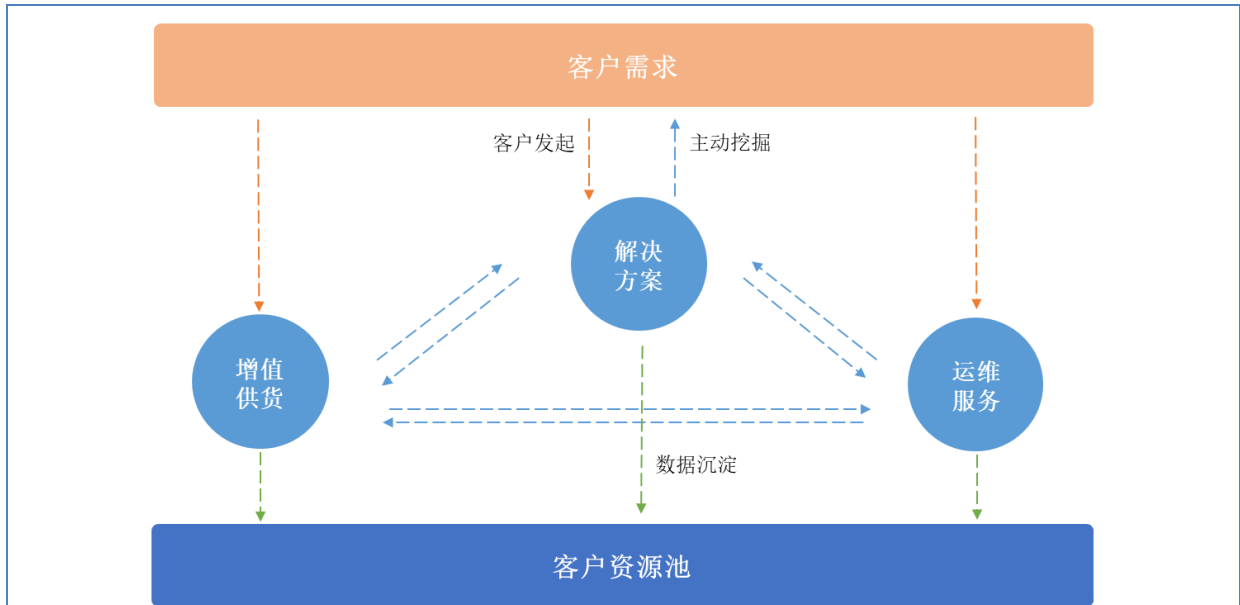 客户需求
客户发起
主动挖掘
解决
方案
增值
供货
运维
服务
数据沉淀
客户资源池